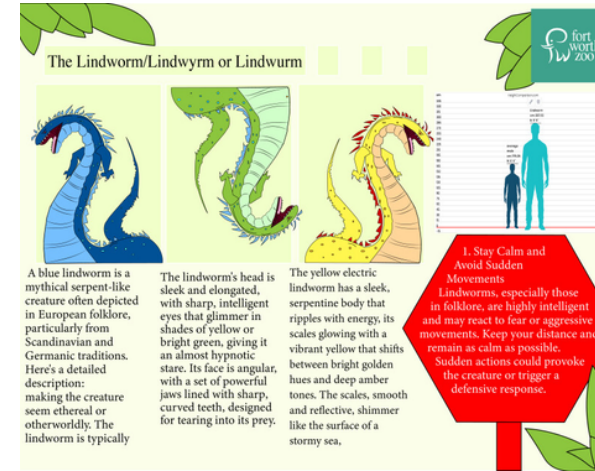 The Lindworm/Lindwyrm or Lindwurm
fort
worth
zoo
A blue lindworm is a
mythical serpent-like
creature often depicted
in European folklore,
particularly from
Scandinavian and
Germanic traditions.
Here's a detailed
description:
making the creature
seem ethereal or
otherworldly. The
lindworm is typically
The lindworm's head is
sleek and elongated,
with sharp, intelligent
eyes that glimmer in
shades of yellow or
bright green, giving it
an almost hypnotic
stare. Its face is angular,
with a set of powerful
jaws lined with sharp,
curved teeth, designed
for tearing into its prey.
The yellow electric
lindworm has a sleek,
serpentine body that
ripples with energy, its
scales glowing with a
vibrant yellow that shifts
between bright golden
hues and deep amber
tones. The scales, smooth
and reflective, shimmer
like the surface of a
stormy sea,
1. Stay Calm and
Avoid Sudden
Movements
Lindworms, especially those
in folklore, are highly intelligent
and may react to fear or aggressive
movements. Keep your distance and
remain as calm as possible.
Sudden actions could provoke
the creature or trigger a
defensive response.